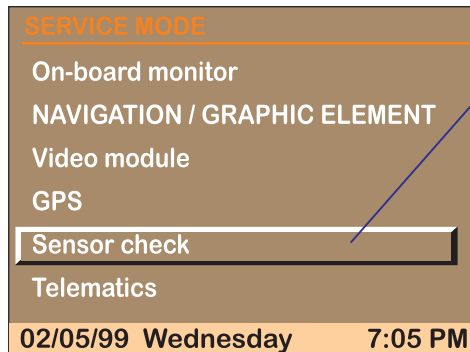 SERVICE MODE
On-board monitor
NAVIGATION / GRAPHIC ELEMENT
Video module
GPS
Sensor check
Telematics
02/05/99 Wednesday 7:05 PM